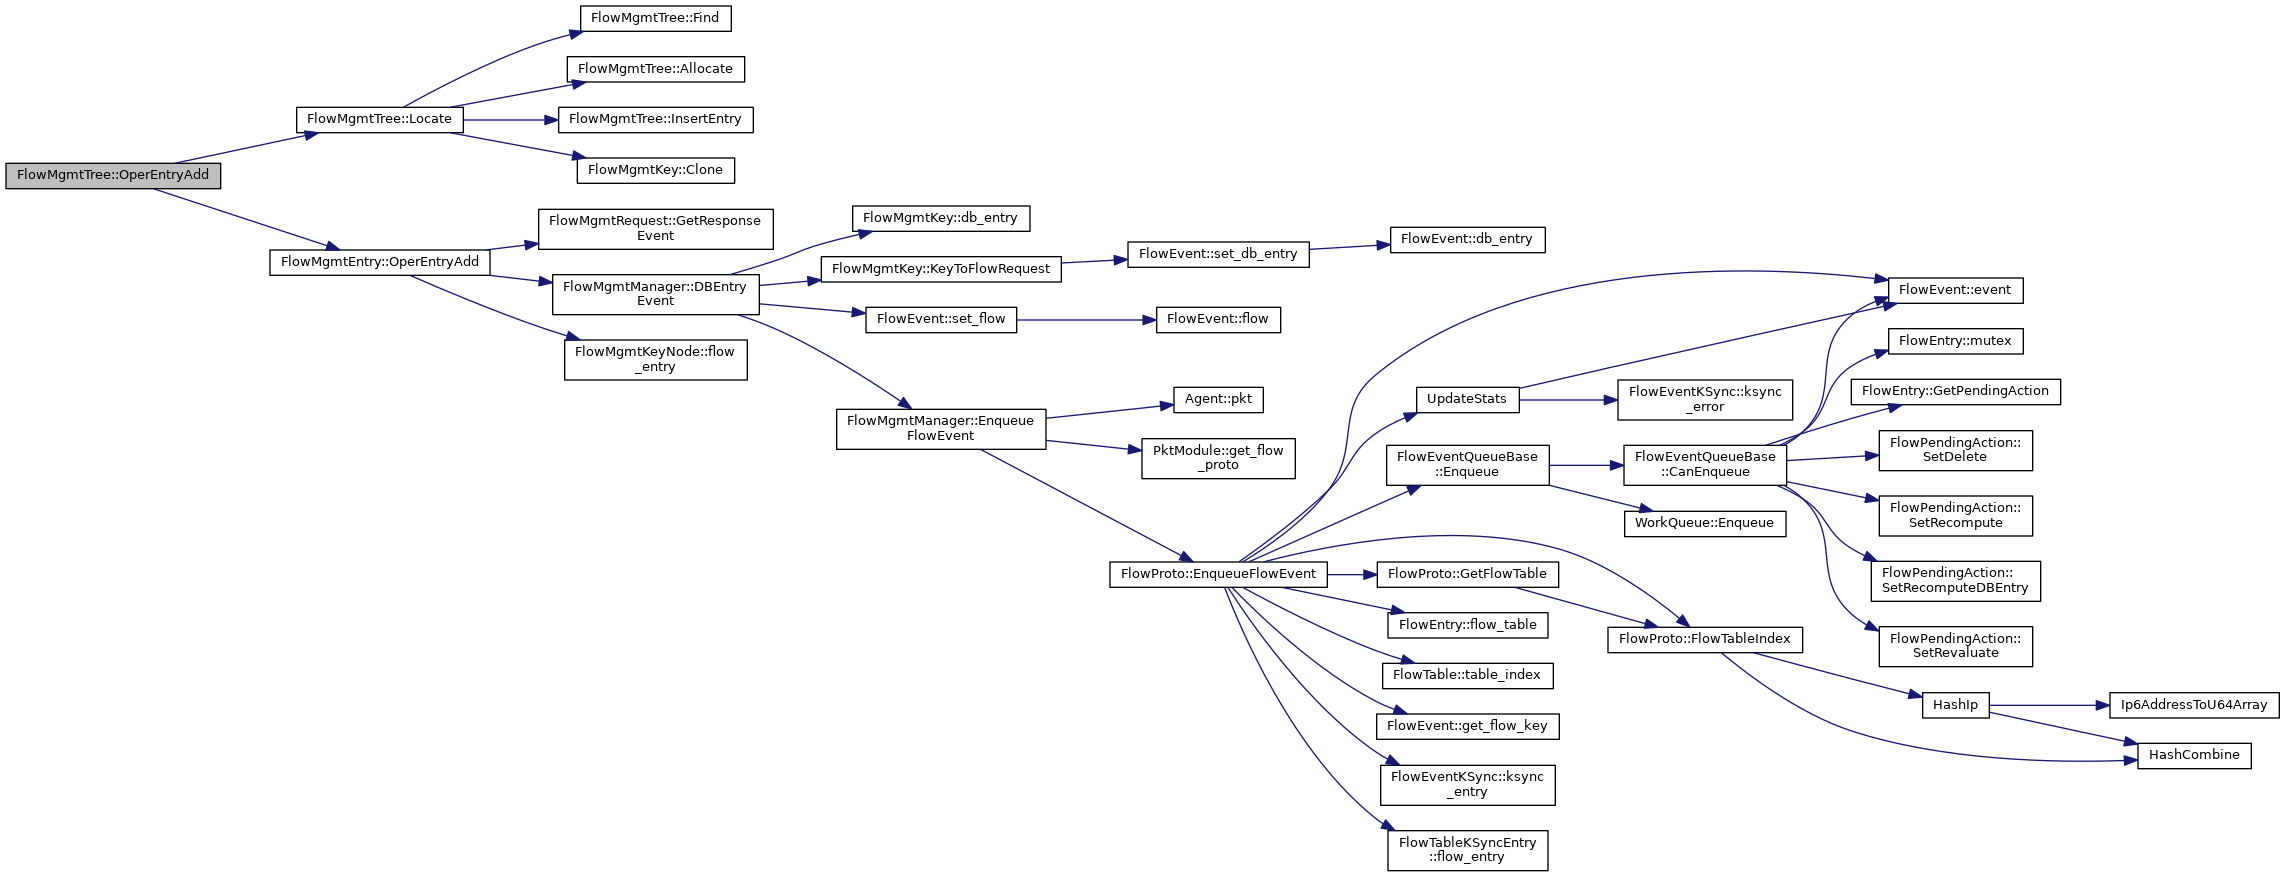 FlowMgmtTree::OperEntryAdd
FlowMgmtTree::Locate
FlowMgmtTree::Find
FlowMgmtTree::Allocate
FlowMgmtTree::InsertEntry
FlowMgmtKey::Clone
FlowMgmtEntry::OperEntryAdd
FlowMgmtRequest::GetResponse
Event
FlowMgmtManager::DBEntry
Event
FlowMgmtKeyNode::flow
_entry
FlowMgmtKey::db_entry
FlowMgmtKey::KeyToFlowRequest
FlowEvent::set_flow
FlowMgmtManager::Enqueue
FlowEvent
FlowEvent::set_db_entry
FlowEvent::db_entry
FlowEvent::flow
Agent::pkt
PktModule::get_flow
_proto
FlowProto::EnqueueFlowEvent
UpdateStats
FlowEventQueueBase
::Enqueue
FlowProto::GetFlowTable
FlowEntry::flow_table
FlowTable::table_index
FlowEvent::get_flow_key
FlowEventKSync::ksync
_entry
FlowTableKSyncEntry
::flow_entry
FlowEventKSync::ksync
_error
FlowEventQueueBase
::CanEnqueue
WorkQueue::Enqueue
FlowProto::FlowTableIndex
FlowEvent::event
FlowEntry::mutex
FlowEntry::GetPendingAction
FlowPendingAction::
SetDelete
FlowPendingAction::
SetRecompute
FlowPendingAction::
SetRecomputeDBEntry
FlowPendingAction::
SetRevaluate
HashIp
Ip6AddressToU64Array
HashCombine